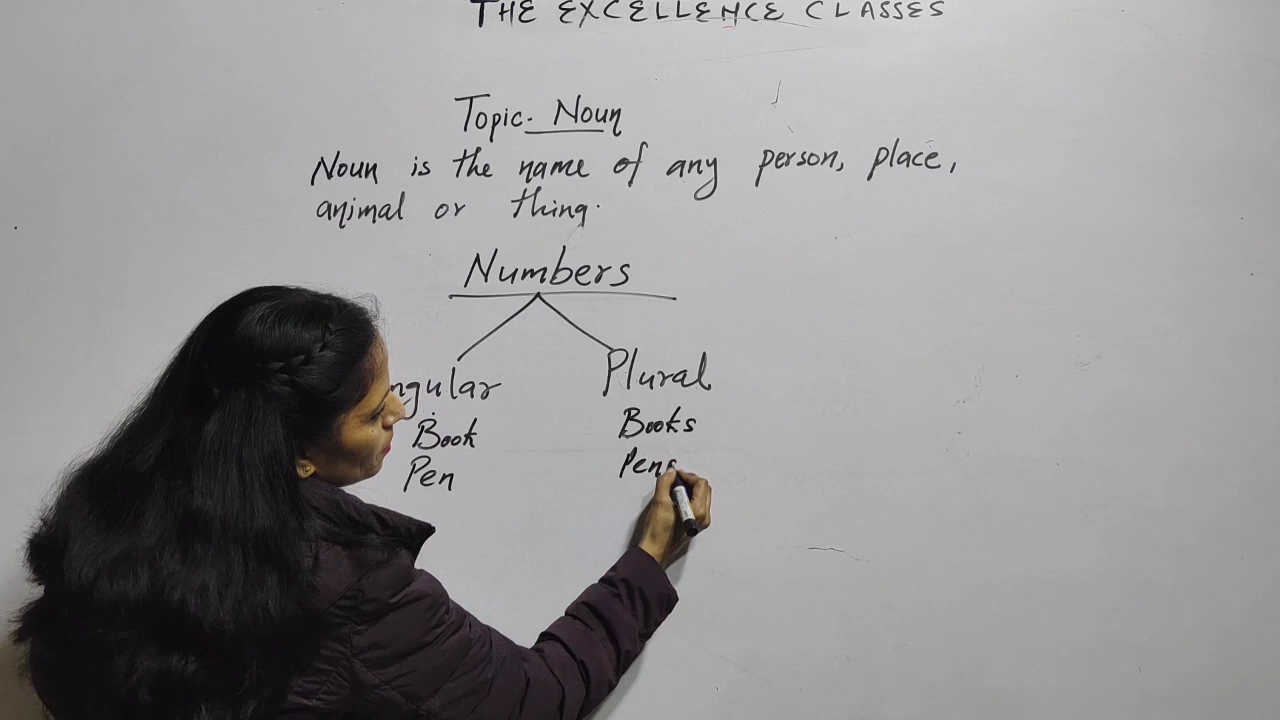 THE EXCELLENCE CLASSES
Topic. Noun
Noun is the name of any person, place,
animal or thing.
Numbers
ngular Plural
Book Books
Pen Pens